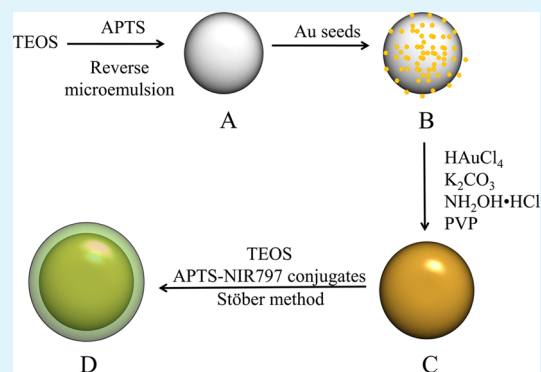 TEOS
APTS
Reverse
microemulsion
A
Au seeds
B
HAuCl₄
K₂CO₃
NH₂OH•HCl
PVP
C
TEOS
APTS-NIR797 conjugates
Stöber method
D